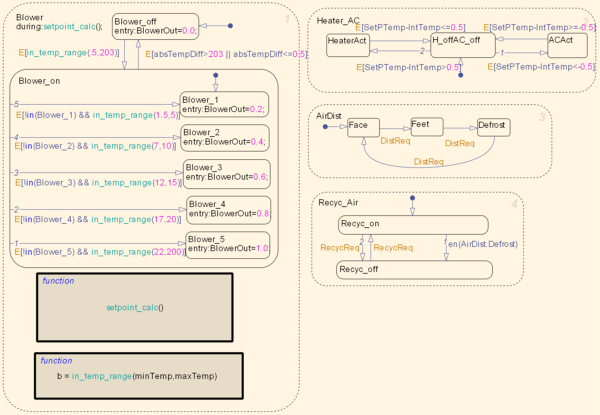 Blower
during:setpoint_calc();
1
Blower_off
entry:BlowerOut=0.0;
E[in_temp_range(.5,203)]
E[absTempDiff>203 || absTempDiff<=0.5]
Blower_on
5
E[!in(Blower_1) && in_temp_range(1.5,5)]
Blower_1
entry:BlowerOut=0.2;
4
E[!in(Blower_2) && in_temp_range(7,10)]
Blower_2
entry:BlowerOut=0.4;
3
E[!in(Blower_3) && in_temp_range(12,15)]
Blower_3
entry:BlowerOut=0.6;
2
E[!in(Blower_4) && in_temp_range(17,20)]
Blower_4
entry:BlowerOut=0.8;
1
E[!in(Blower_5) && in_temp_range(22,200)]
Blower_5
entry:BlowerOut=1.0;
function
setpoint_calc()
function
b = in_temp_range(minTemp,maxTemp)
Heater_AC
2
E[SetPTemp-IntTemp<=0.5]
E[SetPTemp-IntTemp>=-0.5]
HeaterAct
H_offAC_off
ACAct
2
1
E[SetPTemp-IntTemp>0.5]
E[SetPTemp-IntTemp<-0.5]
AirDist
3
Face
Feet
Defrost
DistReq
DistReq
DistReq
Recyc_Air
4
Recyc_on
2
RecycReq
RecycReq
1
en(AirDist.Defrost)
Recyc_off